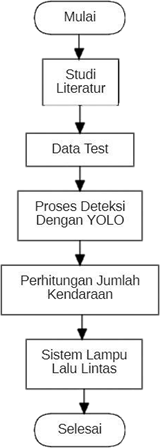 Mulai
Studi
Literatur
Data Test
Proses Deteksi
Dengan YOLO
Perhitungan Jumlah
Kendaraan
Sistem Lampu
Lalu Lintas
Selesai